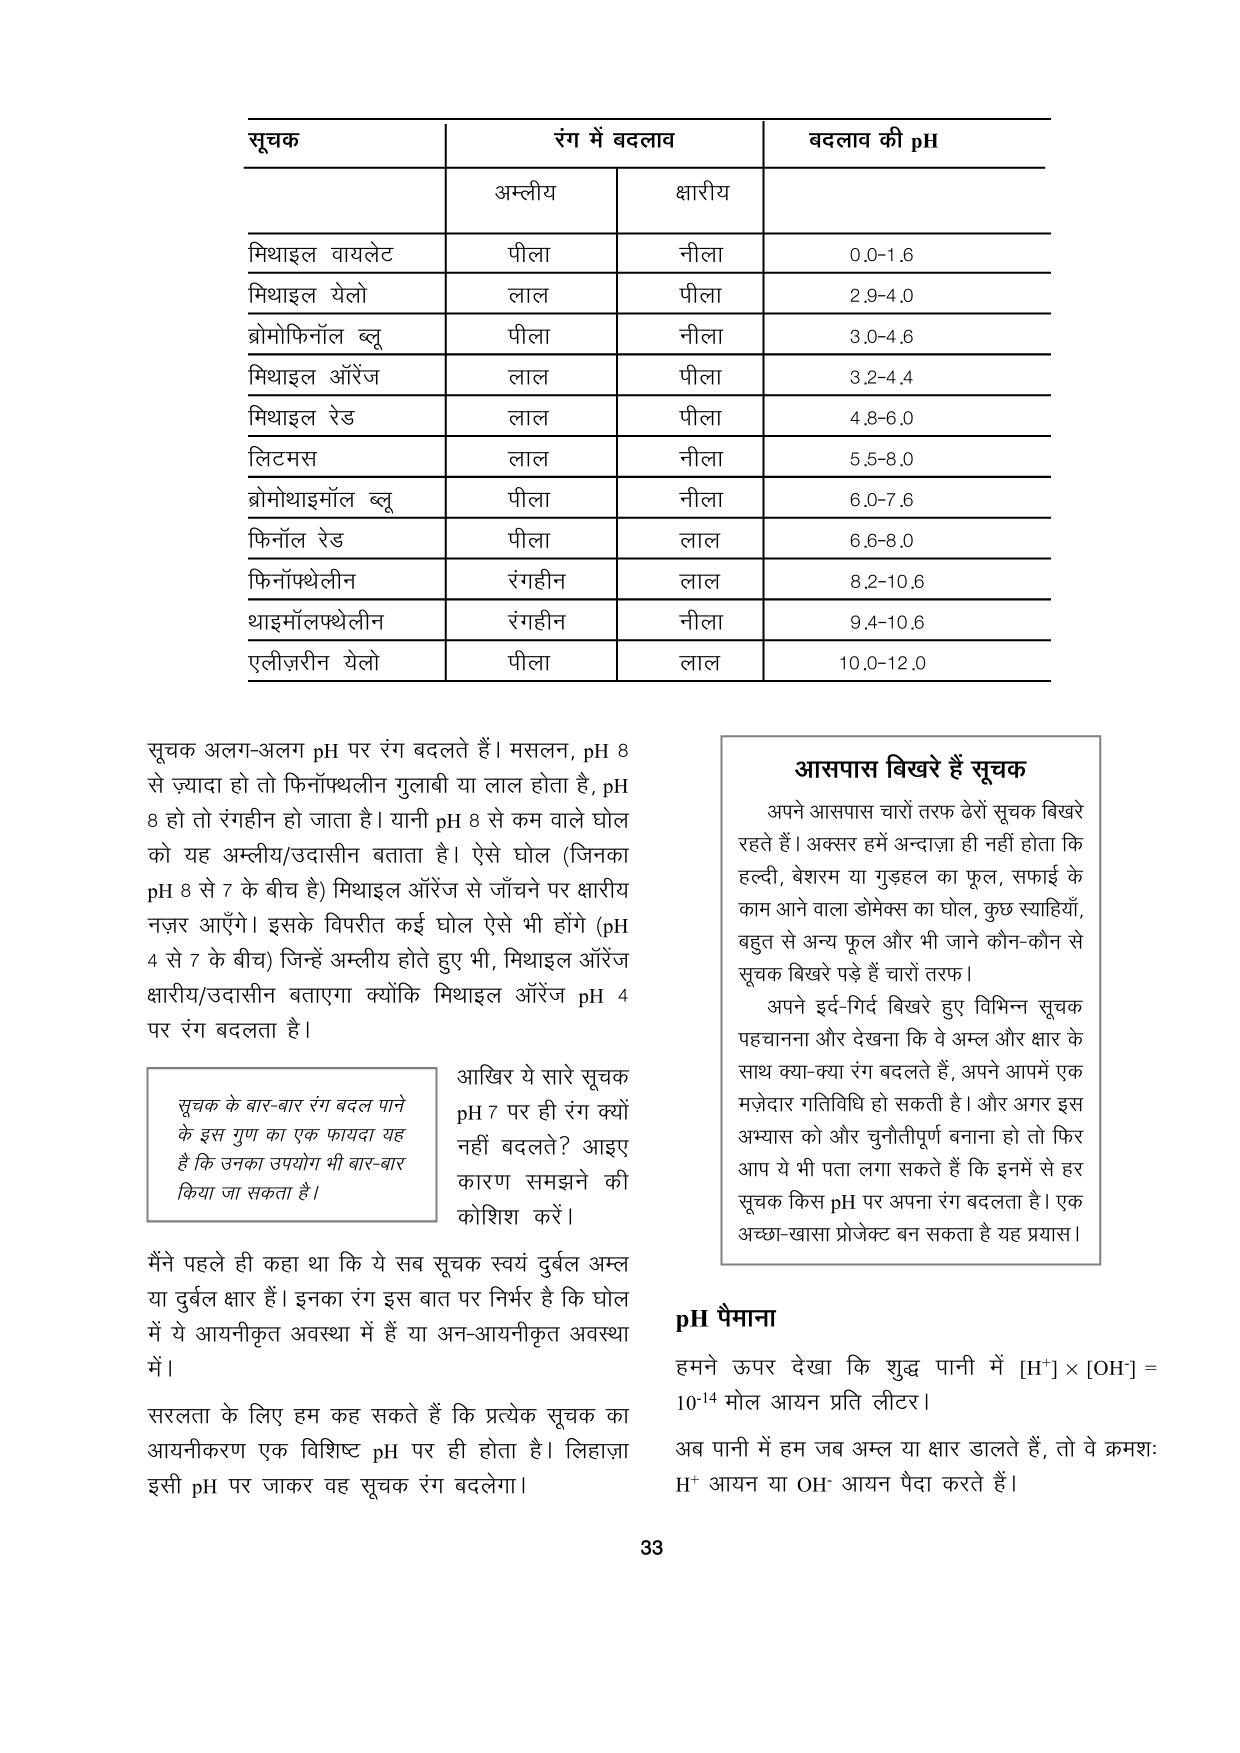 सूचक रंग में बदलाव बदलाव की pH
अम्लीय क्षारीय
मिथाइल वायलेट पीला नीला 0.0-1.6
मिथाइल येलो लाल पीला 2.9-4.0
ब्रोमोफिनॉल ब्लू पीला नीला 3.0-4.6
मिथाइल ऑरेंज लाल पीला 3.2-4.4
मिथाइल रेड लाल पीला 4.8-6.0
लिटमस लाल नीला 5.5-8.0
ब्रोमोथाइमॉल ब्लू पीला नीला 6.0-7.6
फिनॉल रेड पीला लाल 6.6-8.0
फिनॉफ्थेलीन रंगहीन लाल 8.2-10.6
थाइमॉलफ्थेलीन रंगहीन नीला 9.4-10.6
एलीज़रीन येलो पीला लाल 10.0-12.0
सूचक अलग-अलग pH पर रंग बदलते हैं। मसलन, pH 8
से ज़्यादा हो तो फिनॉफ्थलीन गुलाबी या लाल होता है, pH
8 हो तो रंगहीन हो जाता है। यानी pH 8 से कम वाले घोल
को यह अम्लीय/उदासीन बताता है। ऐसे घोल (जिनका
pH 8 से 7 के बीच है) मिथाइल ऑरेंज से जाँचने पर क्षारीय
नज़र आएँगे। इसके विपरीत कई घोल ऐसे भी होंगे (pH
4 से 7 के बीच) जिन्हें अम्लीय होते हुए भी, मिथाइल ऑरेंज
क्षारीय/उदासीन बताएगा क्योंकि मिथाइल ऑरेंज pH 4
पर रंग बदलता है।
सूचक के बार-बार रंग बदल पाने
के इस गुण का एक फायदा यह
है कि उनका उपयोग भी बार-बार
किया जा सकता है।
आखिर ये सारे सूचक
pH 7 पर ही रंग क्यों
नहीं बदलते? आइए
कारण समझने की
कोशिश करें।
मैंने पहले ही कहा था कि ये सब सूचक स्वयं दुर्बल अम्ल
या दुर्बल क्षार हैं। इनका रंग इस बात पर निर्भर है कि घोल
में ये आयनीकृत अवस्था में हैं या अन-आयनीकृत अवस्था
में।
सरलता के लिए हम कह सकते हैं कि प्रत्येक सूचक का
आयनीकरण एक विशिष्ट pH पर ही होता है। लिहाज़ा
इसी pH पर जाकर वह सूचक रंग बदलेगा।
आसपास बिखरे हैं सूचक
अपने आसपास चारों तरफ ढेरों सूचक बिखरे
रहते हैं। अक्सर हमें अन्दाज़ा ही नहीं होता कि
हल्दी, बेशरम या गुड़हल का फूल, सफाई के
काम आने वाला डोमेक्स का घोल, कुछ स्याहियाँ,
बहुत से अन्य फूल और भी जाने कौन-कौन से
सूचक बिखरे पड़े हैं चारों तरफ।
अपने इर्द-गिर्द बिखरे हुए विभिन्न सूचक
पहचानना और देखना कि वे अम्ल और क्षार के
साथ क्या-क्या रंग बदलते हैं, अपने आपमें एक
मज़ेदार गतिविधि हो सकती है। और अगर इस
अभ्यास को और चुनौतीपूर्ण बनाना हो तो फिर
आप ये भी पता लगा सकते हैं कि इनमें से हर
सूचक किस pH पर अपना रंग बदलता है। एक
अच्छा-खासा प्रोजेक्ट बन सकता है यह प्रयास।
pH पैमाना
हमने ऊपर देखा कि शुद्ध पानी में [H⁺] × [OH⁻] =
10⁻¹⁴ मोल आयन प्रति लीटर।
अब पानी में हम जब अम्ल या क्षार डालते हैं, तो वे क्रमशः
H⁺ आयन या OH⁻ आयन पैदा करते हैं।
33